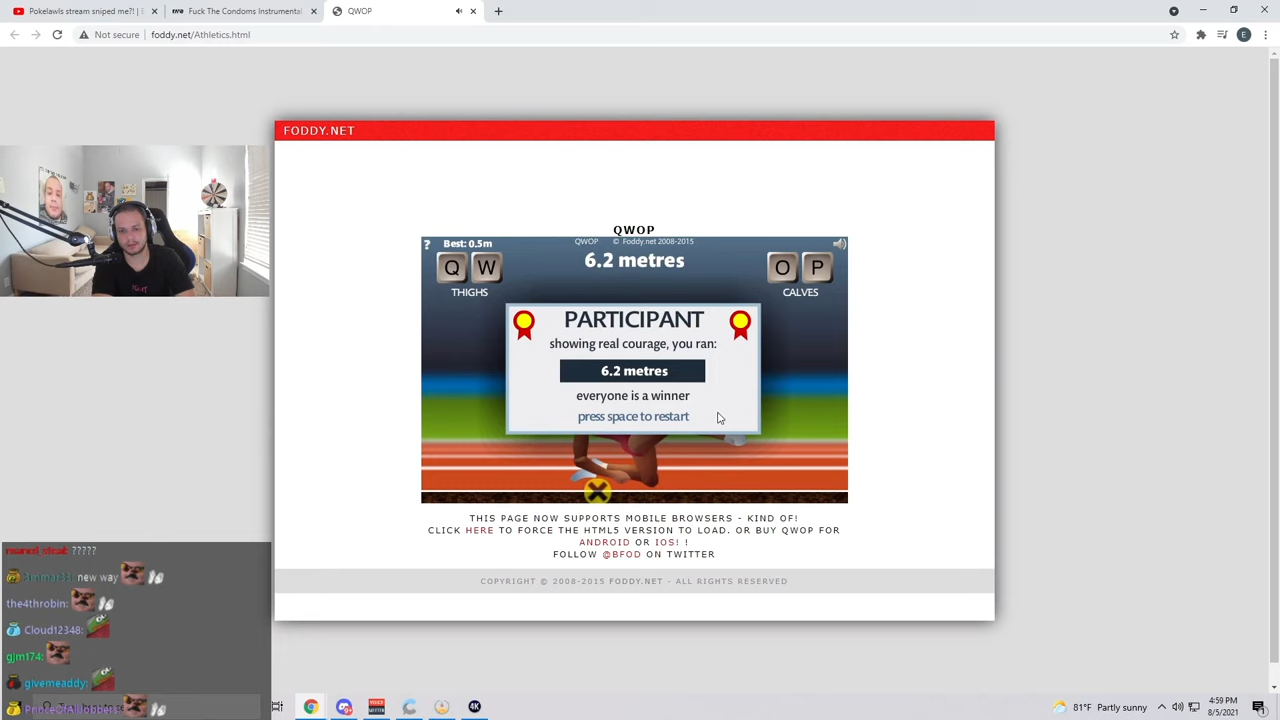 Pokelawls stream sniped me?! | E
Fuck The Condoms Instrumental
QWOP
Not secure
foddy.net/Athletics.html
E
FODDY.NET
QWOP
? Best: 0.5m
QWOP © Foddy.net 2008-2015
6.2 metres
Q W
O P
THIGHS
CALVES
PARTICIPANT
showing real courage, you ran:
6.2 metres
everyone is a winner
press space to restart
THIS PAGE NOW SUPPORTS MOBILE BROWSERS - KIND OF!
CLICK HERE TO FORCE THE HTML5 VERSION TO LOAD. OR BUY QWOP FOR
ANDROID OR IOS! !
FOLLOW @BFOD ON TWITTER
COPYRIGHT © 2008-2015 FODDY.NET - ALL RIGHTS RESERVED
?????
new way
the4throbin:
Cloud12348:
gjm174:
givemeaddy:
4K
81°F Partly sunny
4:59 PM
8/5/2021